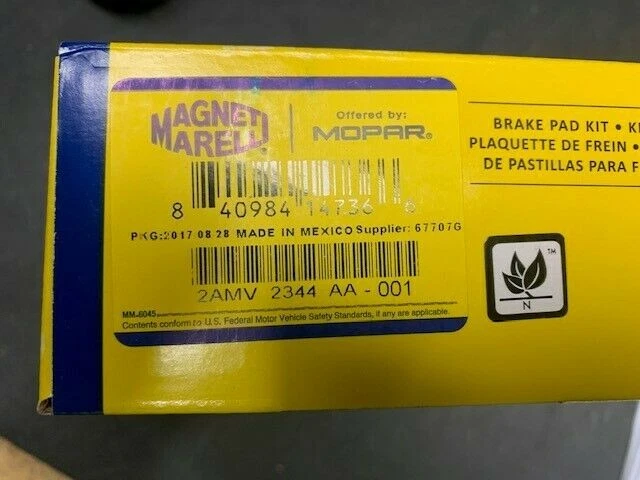 MAGNETI
MARELLI
Offered by:
MOPAR®
8 40984 14736 6
PKG:2017 08 28 MADE IN MEXICO Supplier: 67707G
2AMV 2344 AA - 001
MM-6045
Contents conform to U.S. Federal Motor Vehicle Safety Standards, if any are applicable.
BRAKE PAD KIT • K
PLAQUETTE DE FREIN •
DE PASTILLAS PARA F
TM
N